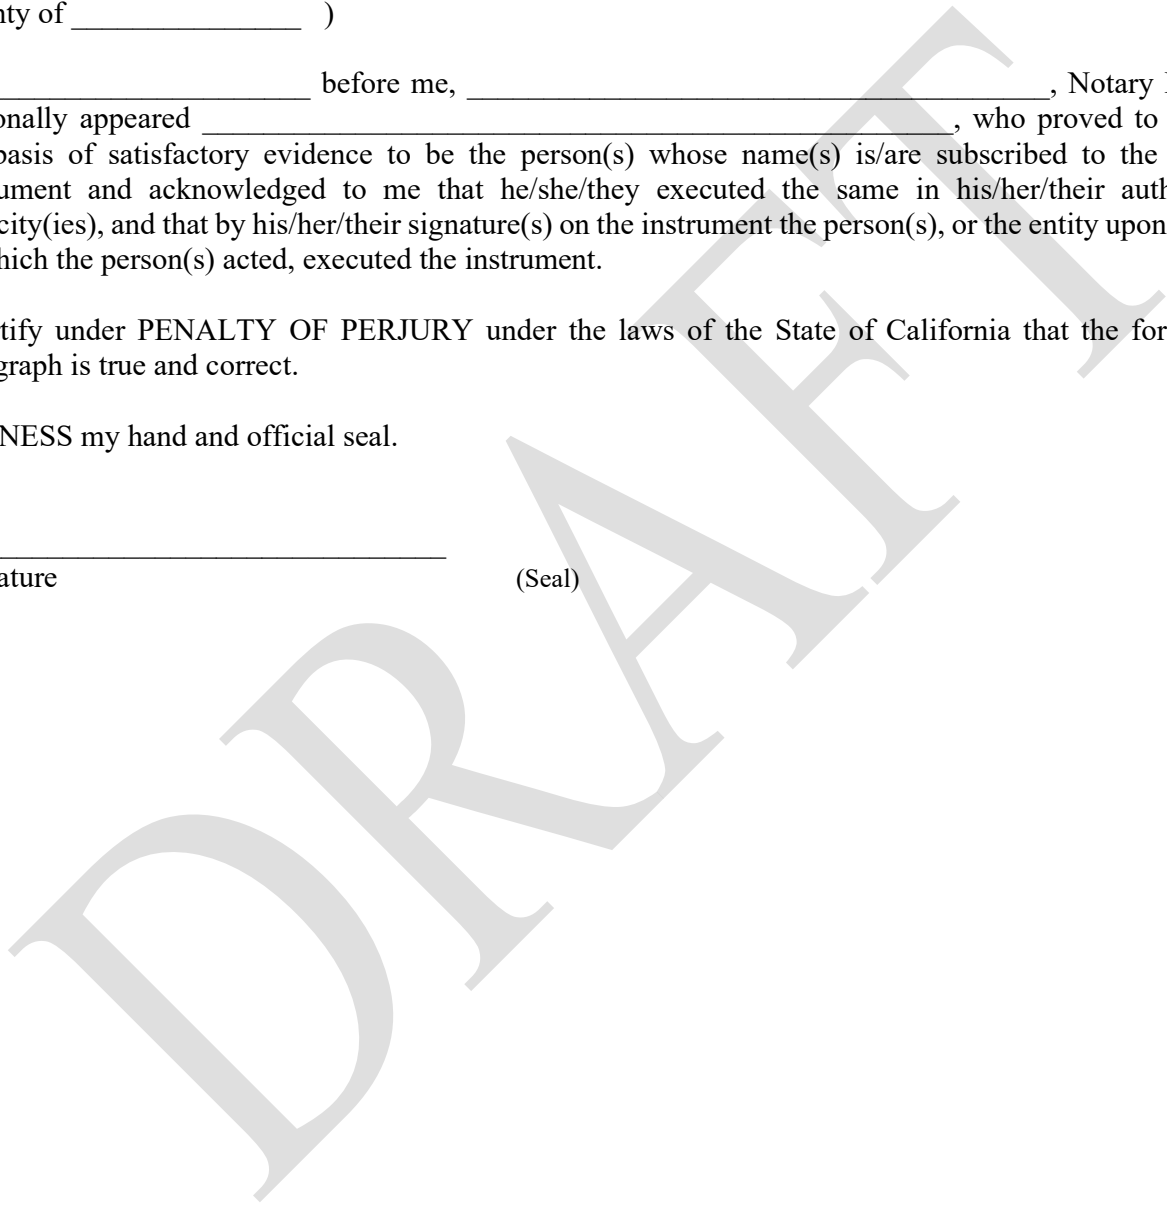 nty of _______________ )
____________________ before me, ______________________________________, Notary
onally appeared _________________________________________________, who proved to
basis of satisfactory evidence to be the person(s) whose name(s) is/are subscribed to the
ument and acknowledged to me that he/she/they executed the same in his/her/their auth
city(ies), and that by his/her/their signature(s) on the instrument the person(s), or the entity upon
hich the person(s) acted, executed the instrument.
tify under PENALTY OF PERJURY under the laws of the State of California that the for
graph is true and correct.
NESS my hand and official seal.
_____________________________
ature (Seal)
DRAFT